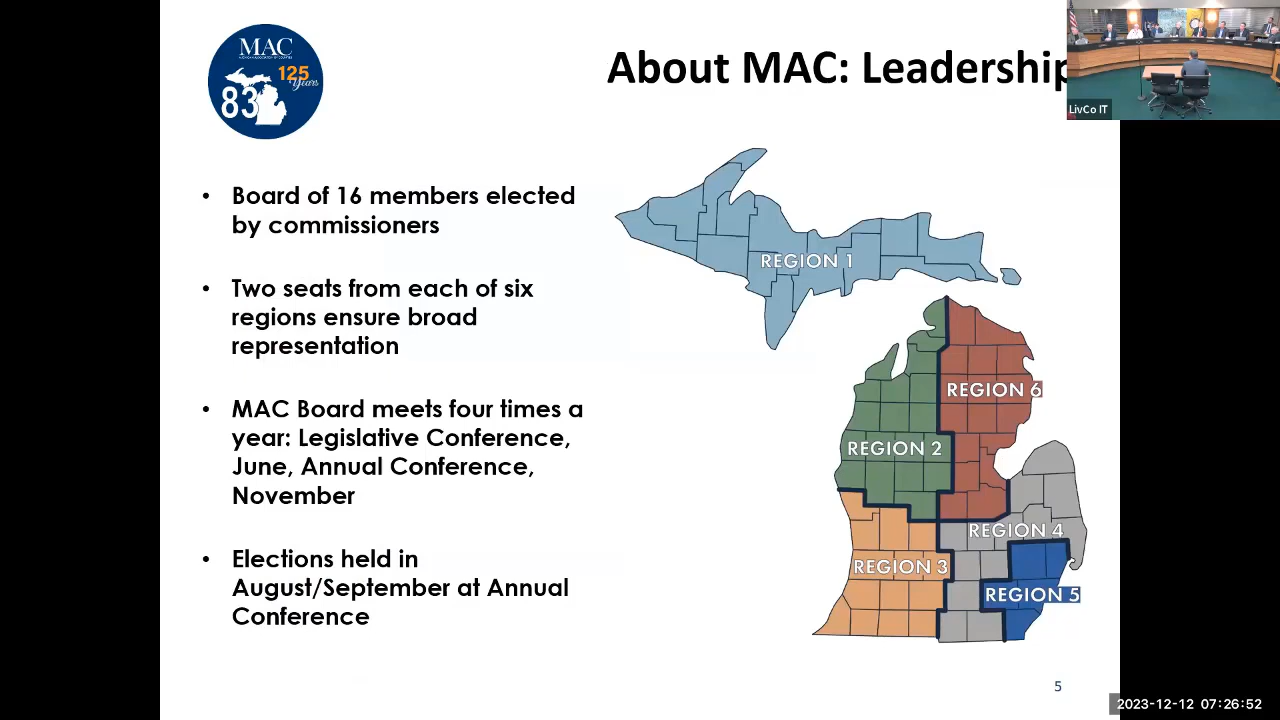 MAC
125
Years
83
About MAC: Leadership
LivCo IT
• Board of 16 members elected
by commissioners
• Two seats from each of six
regions ensure broad
representation
• MAC Board meets four times a
year: Legislative Conference,
June, Annual Conference,
November
• Elections held in
August/September at Annual
Conference
REGION 1
REGION 6
REGION 2
REGION 4
REGION 3
REGION 5
5
2023-12-12 07:26:52